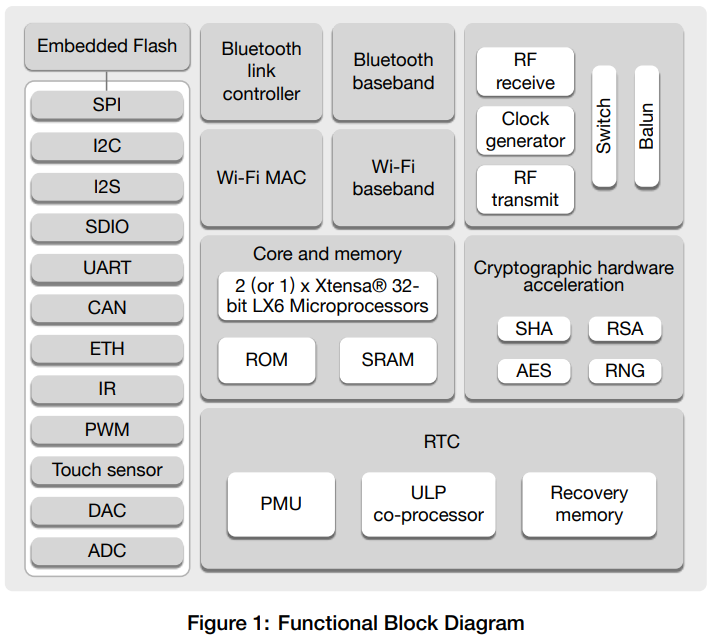 Embedded Flash
SPI
I2C
I2S
SDIO
UART
CAN
ETH
IR
PWM
Touch sensor
DAC
ADC
Bluetooth
link
controller
Bluetooth
baseband
Wi-Fi MAC
Wi-Fi
baseband
RF
receive
Clock
generator
RF
transmit
Switch
Balun
Core and memory
2 (or 1) x Xtensa® 32-
bit LX6 Microprocessors
ROM
SRAM
Cryptographic hardware
acceleration
SHA
RSA
AES
RNG
RTC
PMU
ULP
co-processor
Recovery
memory
Figure 1: Functional Block Diagram